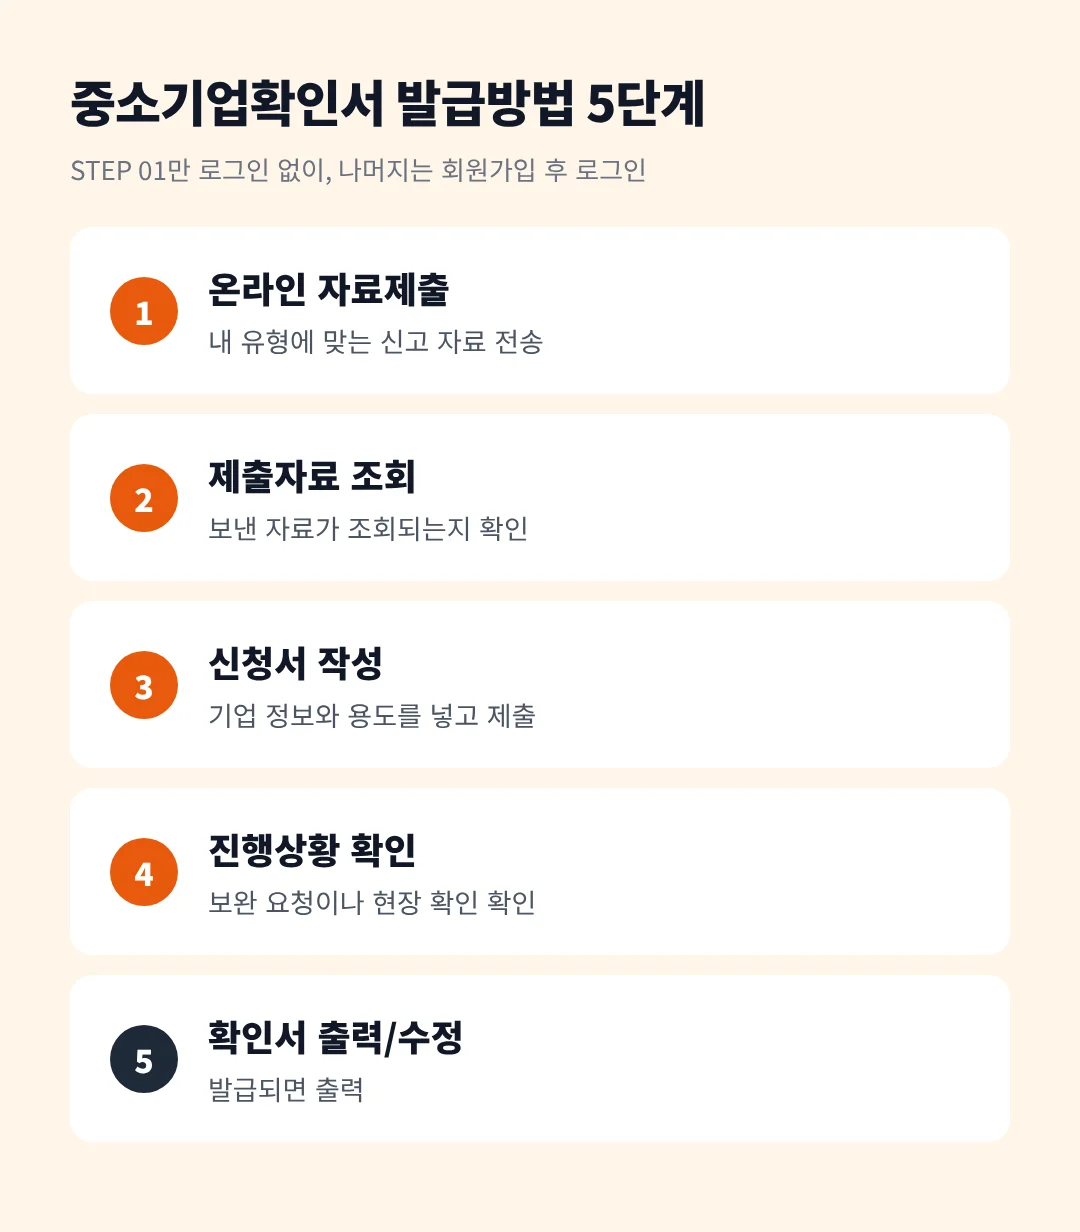 중소기업확인서 발급방법 5단계
STEP 01만 로그인 없이, 나머지는 회원가입 후 로그인
1
온라인 자료제출
내 유형에 맞는 신고 자료 전송
2
제출자료 조회
보낸 자료가 조회되는지 확인
3
신청서 작성
기업 정보와 용도를 넣고 제출
4
진행상황 확인
보완 요청이나 현장 확인 확인
5
확인서 출력/수정
발급되면 출력